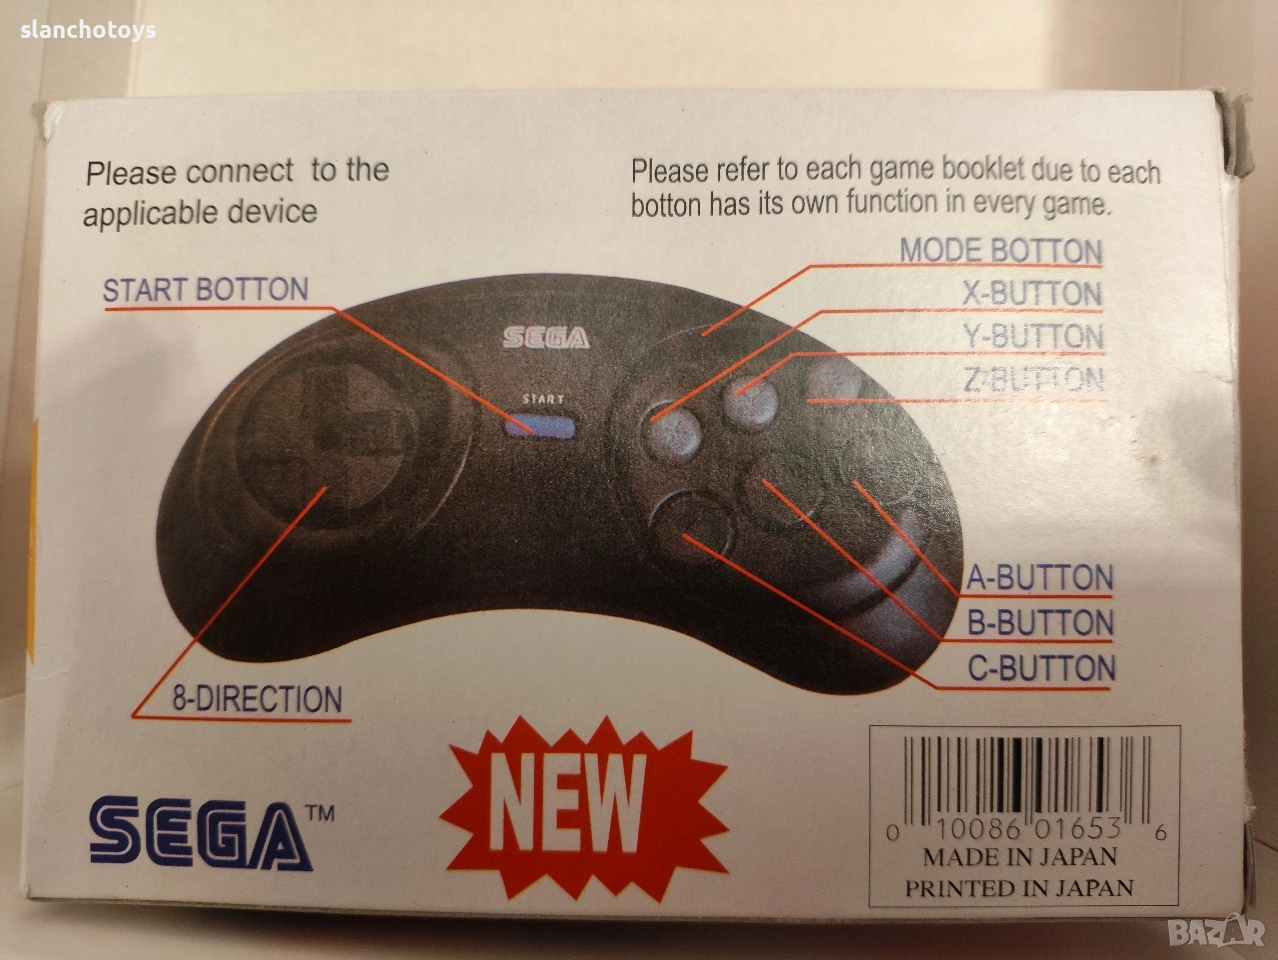 slanchotoys
Please connect to the
applicable device
Please refer to each game booklet due to each
botton has its own function in every game.
MODE BOTTON
START BOTTON
X-BUTTON
Y-BUTTON
Z-BUTTON
SEGA
START
A-BUTTON
B-BUTTON
C-BUTTON
8-DIRECTION
NEW
SEGA™
0 10086 01653 6
MADE IN JAPAN
PRINTED IN JAPAN
BAZAR